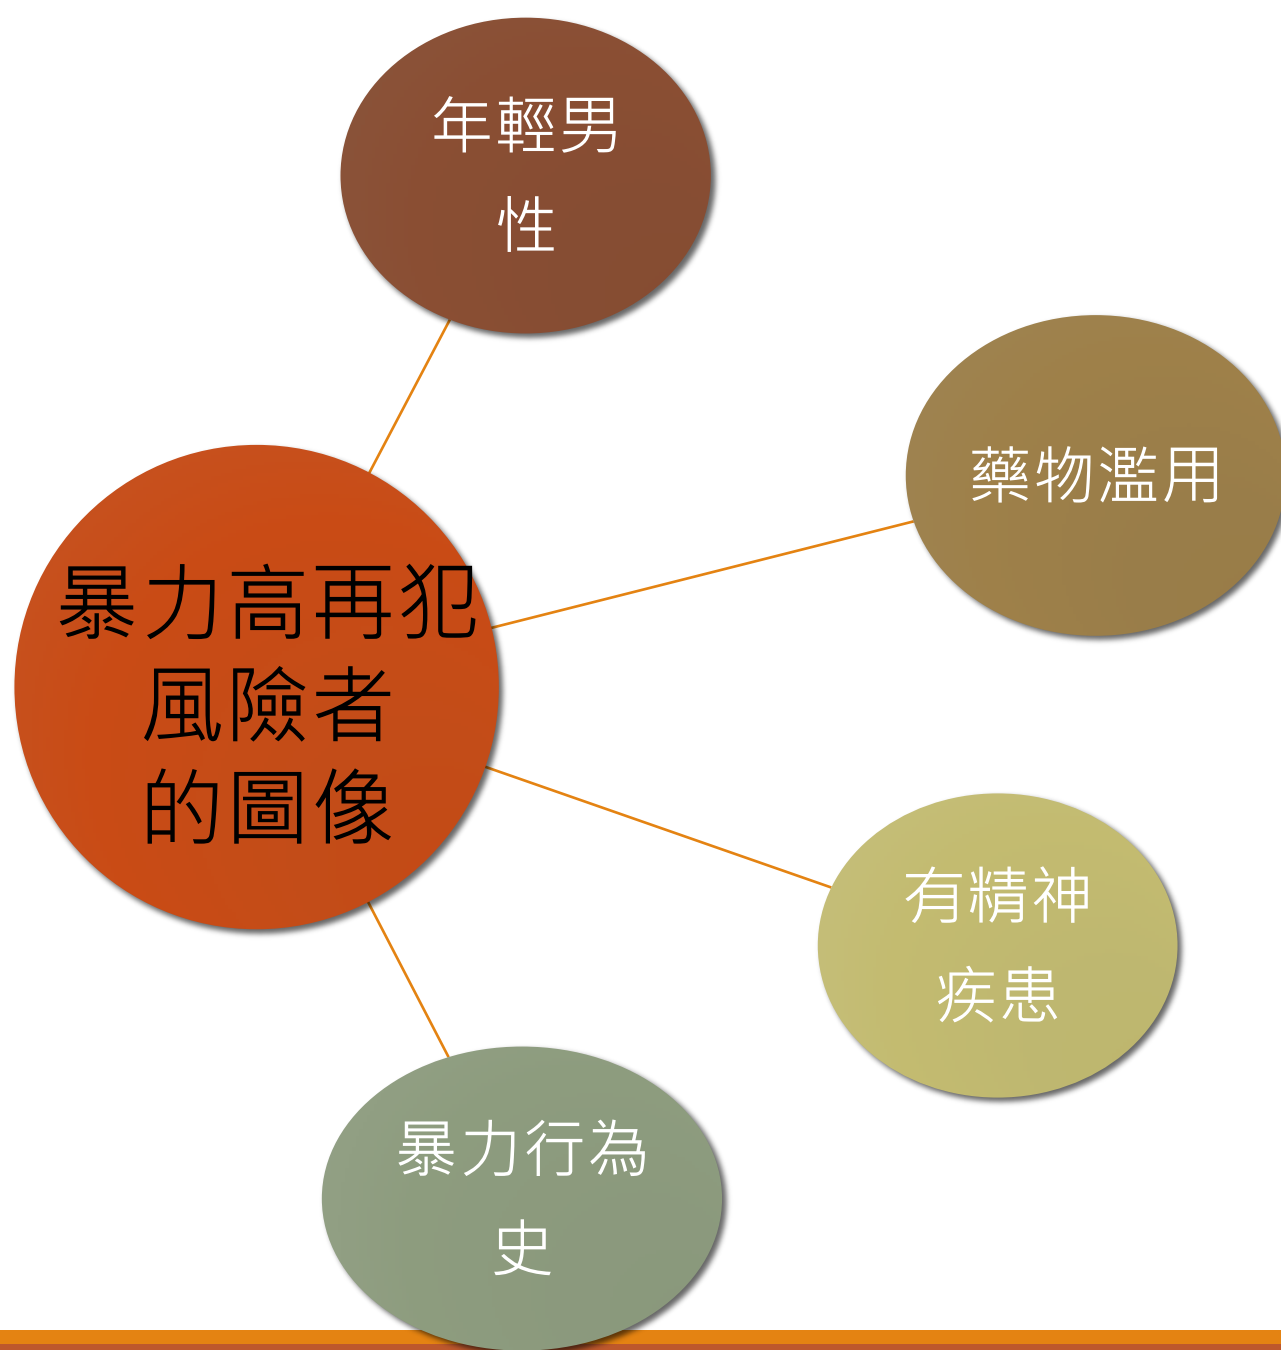 年輕男
性
藥物濫用
暴力高再犯
風險者
的圖像
有精神
疾患
暴力行為
史